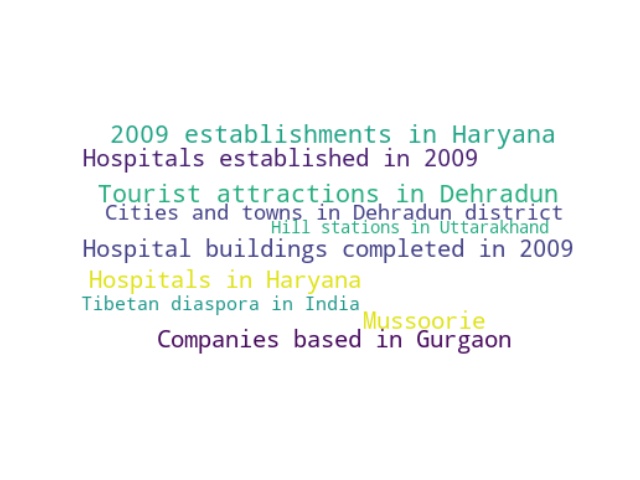 2009 establishments in Haryana
Hospitals established in 2009
Tourist attractions in Dehradun
Cities and towns in Dehradun district
Hill stations in Uttarakhand
Hospital buildings completed in 2009
Hospitals in Haryana
Tibetan diaspora in India
Mussoorie
Companies based in Gurgaon